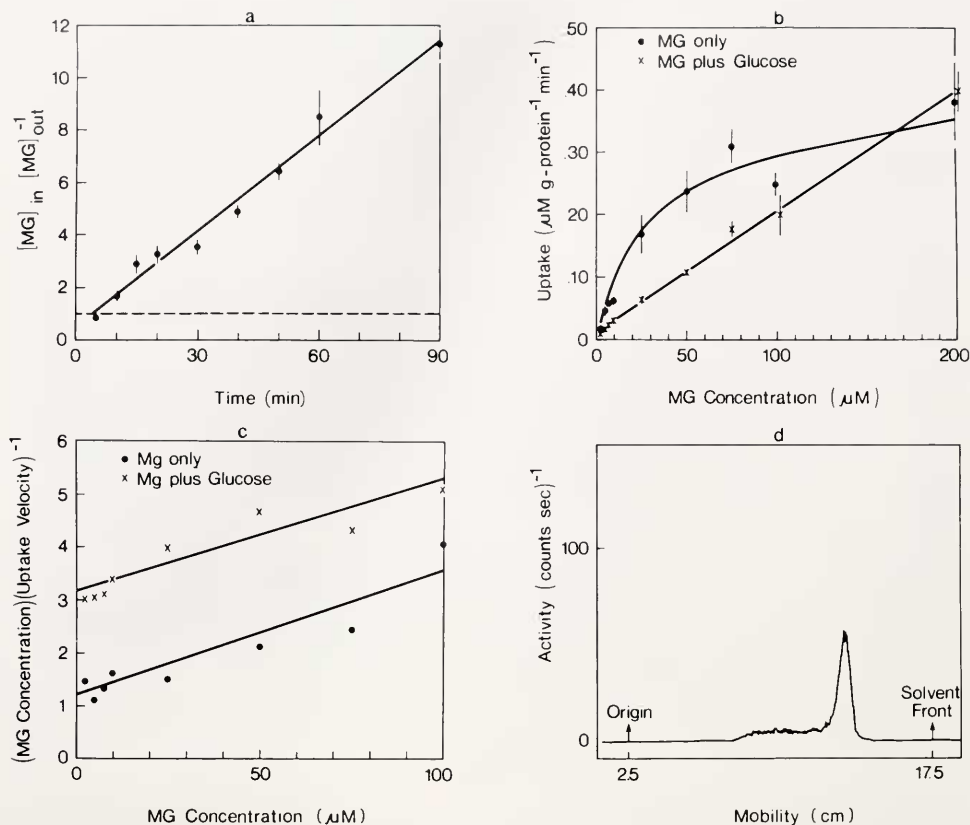 a
12
10
8
6
4
2
1
0
[MG]in [MG]out⁻¹
0 30 60 90
Time (min)
b
• MG only
x MG plus Glucose
.50
.40
.30
.20
.10
0
Uptake (μM g-protein⁻¹ min⁻¹)
0 50 100 200
MG Concentration (μM)
c
• Mg only
x Mg plus Glucose
6
5
4
3
2
1
0
(MG Concentration)(Uptake Velocity)⁻¹
0 50 100
MG Concentration (μM)
d
100
0
Activity (counts sec)⁻¹
Origin
Solvent
Front
2.5 17.5
Mobility (cm)